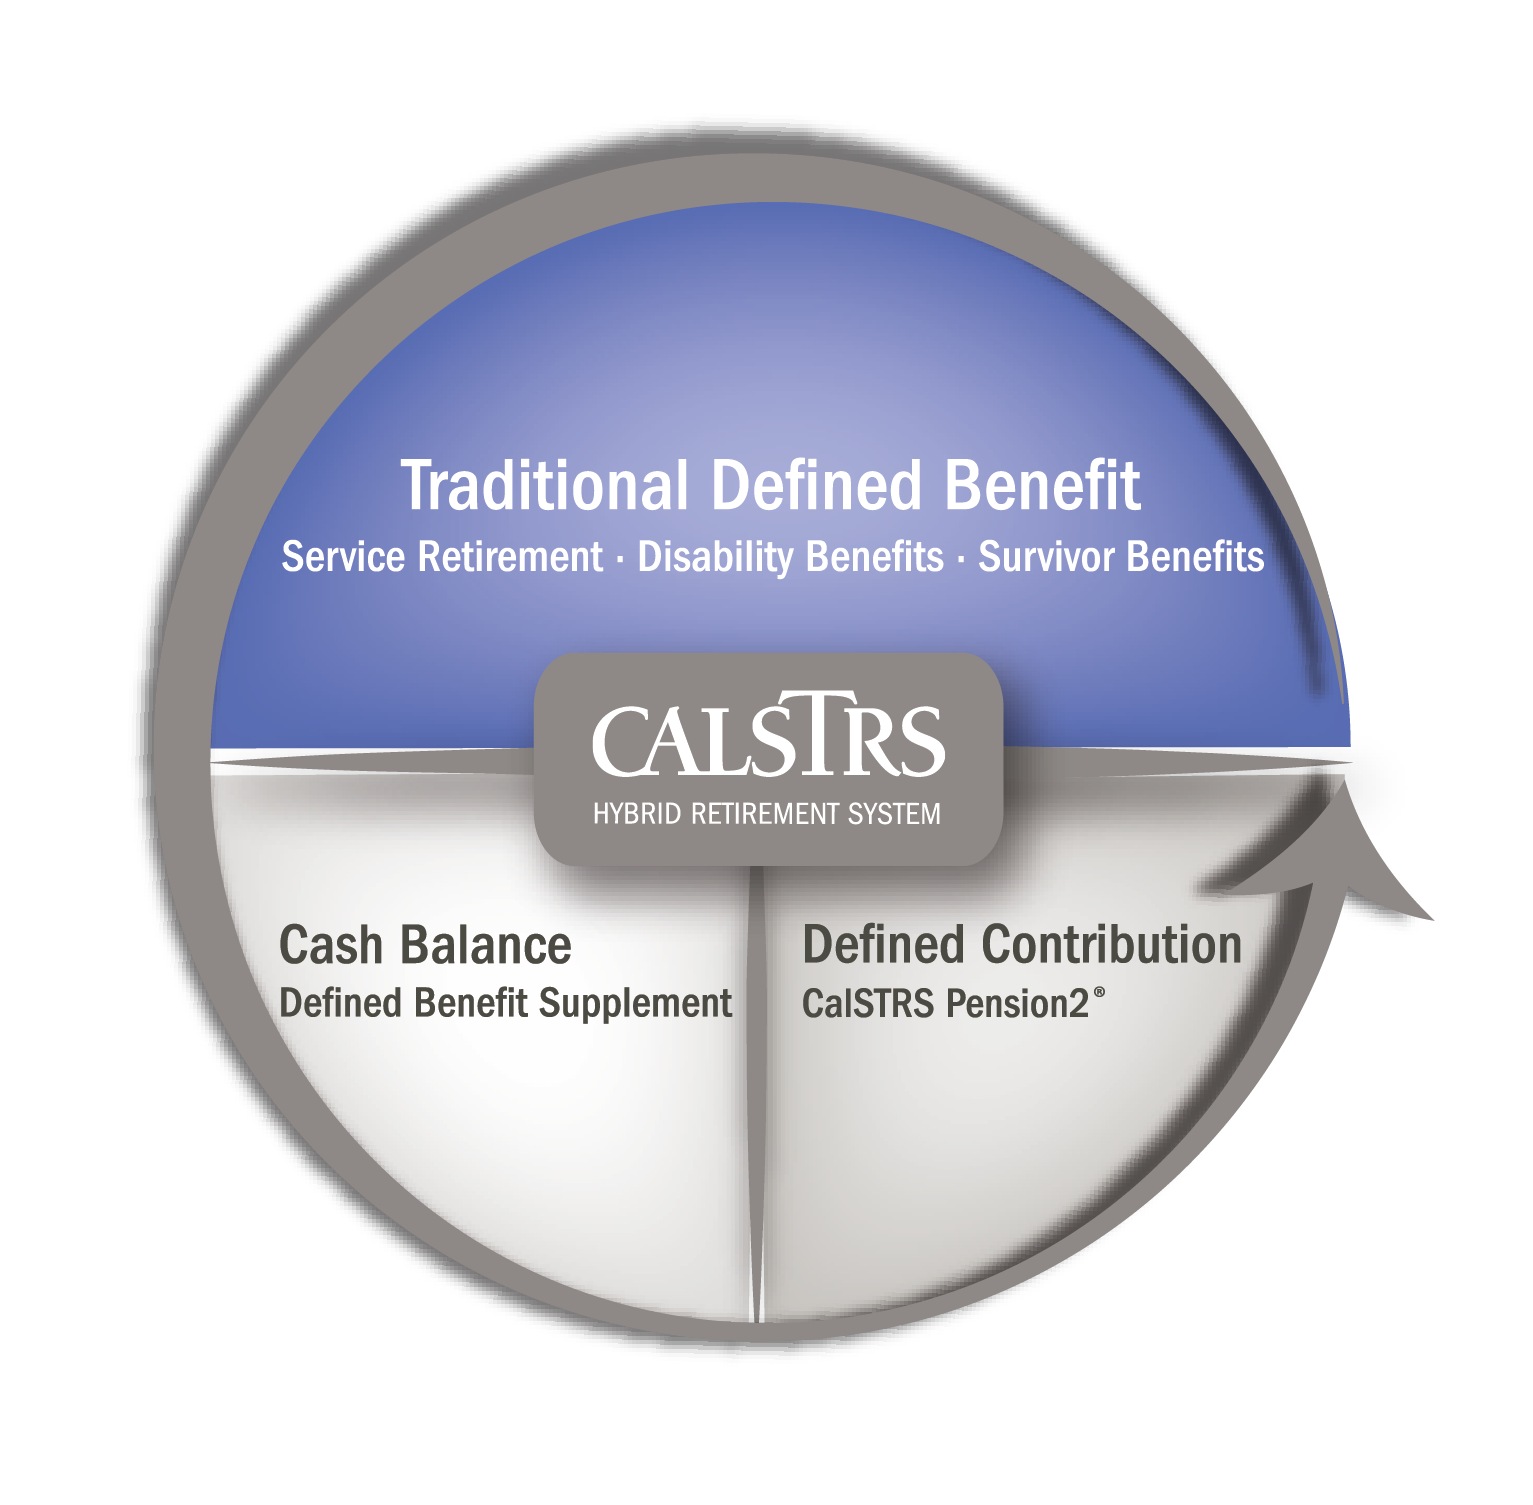 Traditional Defined Benefit
Service Retirement · Disability Benefits · Survivor Benefits
CALSTRS
HYBRID RETIREMENT SYSTEM
Cash Balance
Defined Benefit Supplement
Defined Contribution
CalSTRS Pension2®